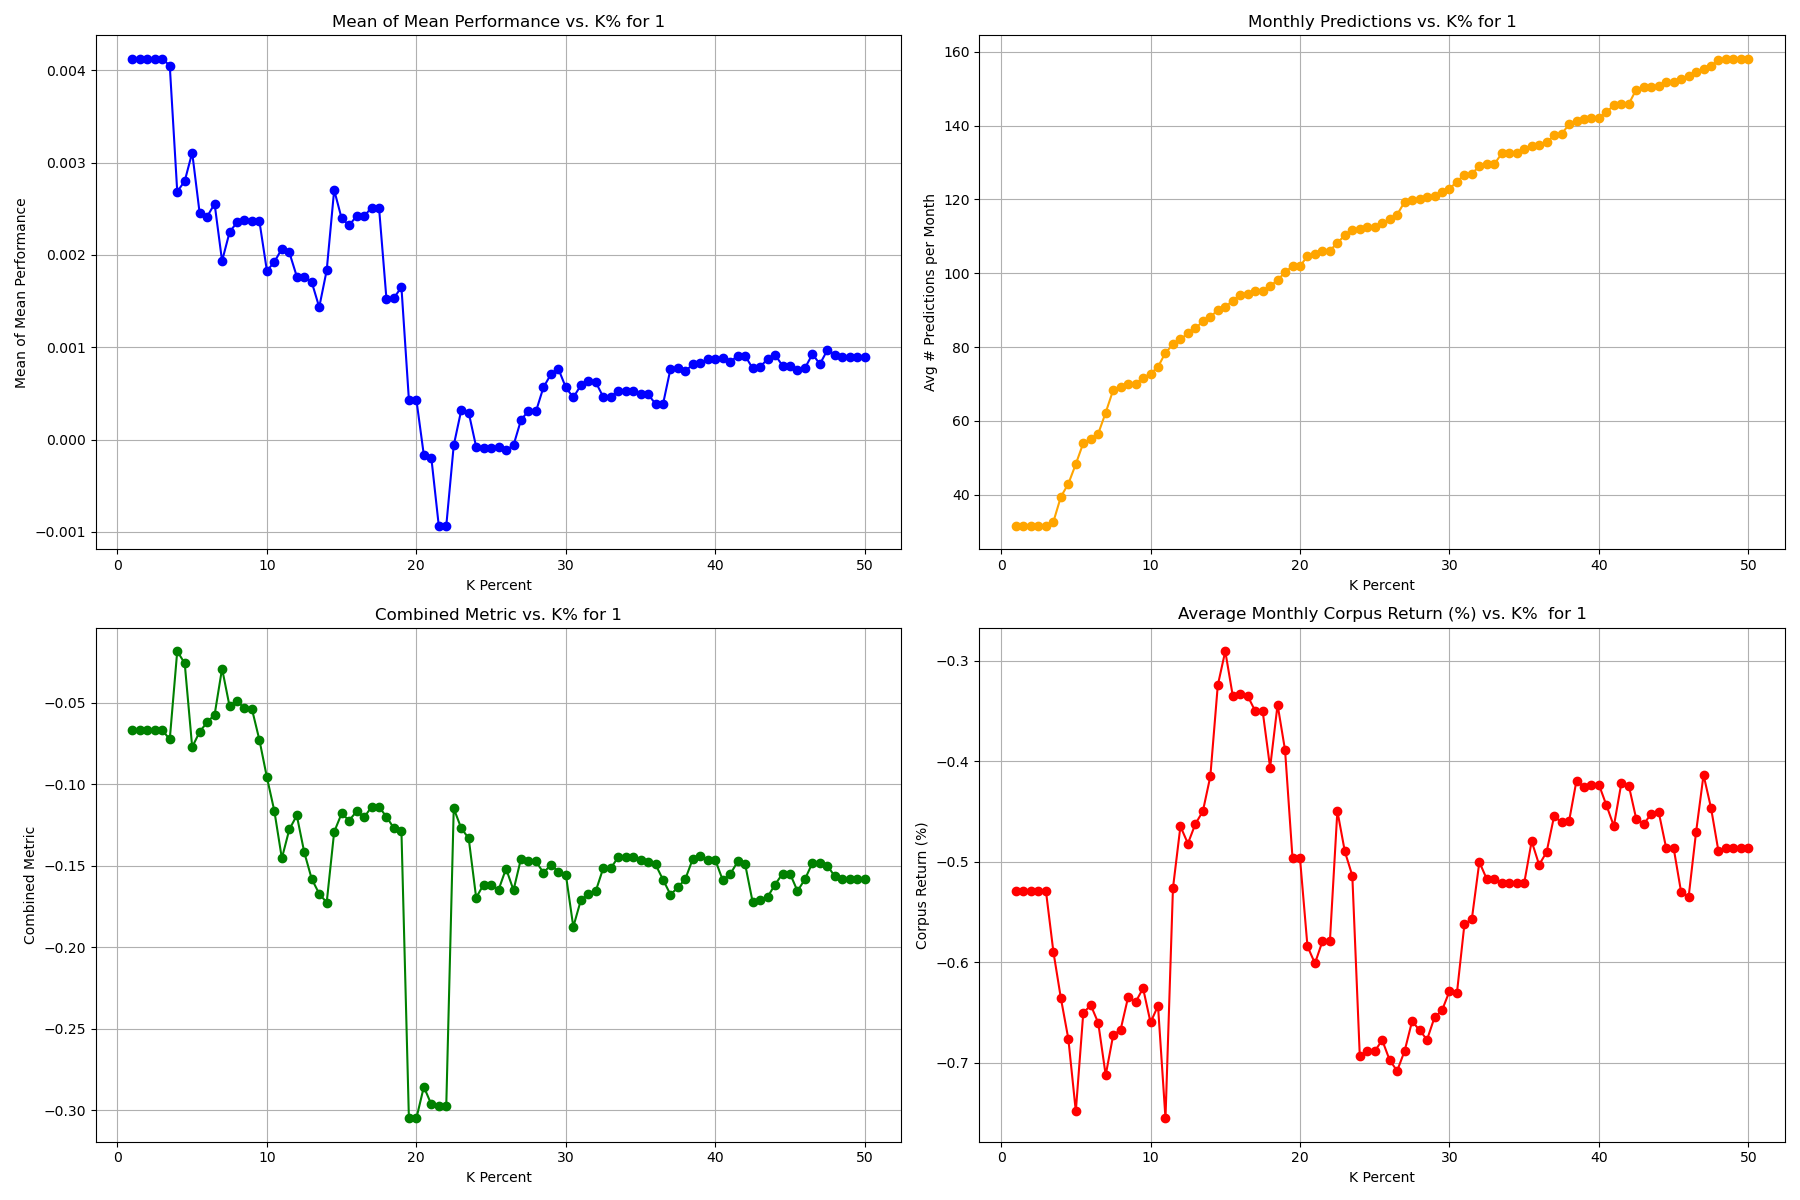 Mean of Mean Performance vs. K% for 1
Mean of Mean Performance
0.004
0.003
0.002
0.001
0.000
−0.001
0 10 20 30 40 50
K Percent
Monthly Predictions vs. K% for 1
Avg # Predictions per Month
160
140
120
100
80
60
40
0 10 20 30 40 50
K Percent
Combined Metric vs. K% for 1
Combined Metric
−0.05
−0.10
−0.15
−0.20
−0.25
−0.30
0 10 20 30 40 50
K Percent
Average Monthly Corpus Return (%) vs. K%  for 1
Corpus Return (%)
−0.3
−0.4
−0.5
−0.6
−0.7
0 10 20 30 40 50
K Percent